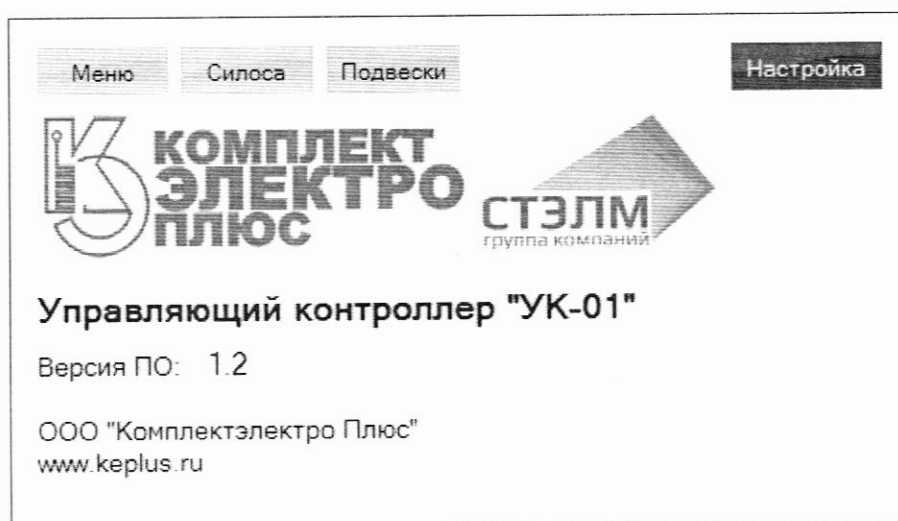 Меню Силоса Подвески Настройка
КОМПЛЕКТ
ЭЛЕКТРО
ПЛЮС
СТЭЛМ
группа компаний
Управляющий контроллер "УК-01"
Версия ПО: 1.2
ООО "Комплектэлектро Плюс"
www.keplus.ru